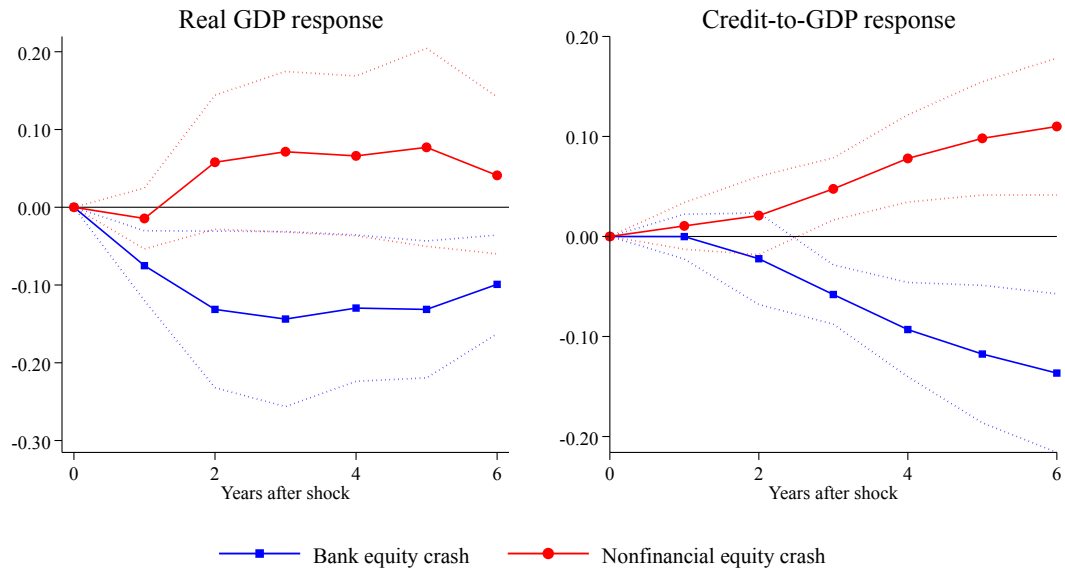 Real GDP response
0.20
0.10
0.00
-0.10
-0.20
-0.30
0 2 4 6
Years after shock
Credit-to-GDP response
0.20
0.10
0.00
-0.10
-0.20
0 2 4 6
Years after shock
Bank equity crash Nonfinancial equity crash